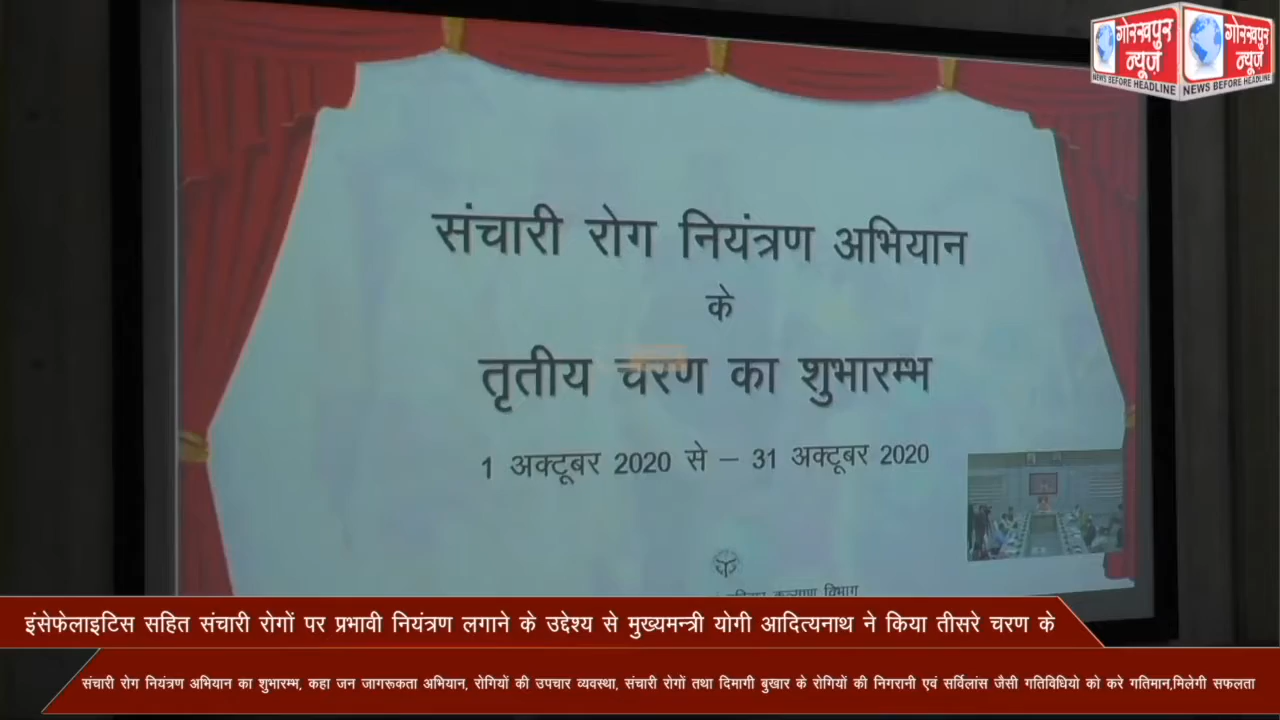 गोरखपुर
न्यूज़
NEWS BEFORE HEADLINE
गोरखपुर
न्यूज़
NEWS BEFORE HEADLINE
संचारी रोग नियंत्रण अभियान
के
तृतीय चरण का शुभारम्भ
1 अक्टूबर 2020 से – 31 अक्टूबर 2020
कल्याण विभाग
इंसेफेलाइटिस सहित संचारी रोगों पर प्रभावी नियंत्रण लगाने के उद्देश्य से मुख्यमन्त्री योगी आदित्यनाथ ने किया तीसरे चरण के
संचारी रोग नियंत्रण अभियान का शुभारम्भ, कहा जन जागरूकता अभियान, रोगियों की उपचार व्यवस्था, संचारी रोगों तथा दिमागी बुखार के रोगियों की निगरानी एवं सर्विलांस जैसी गतिविधियो को करे गतिमान,मिलेगी सफलता